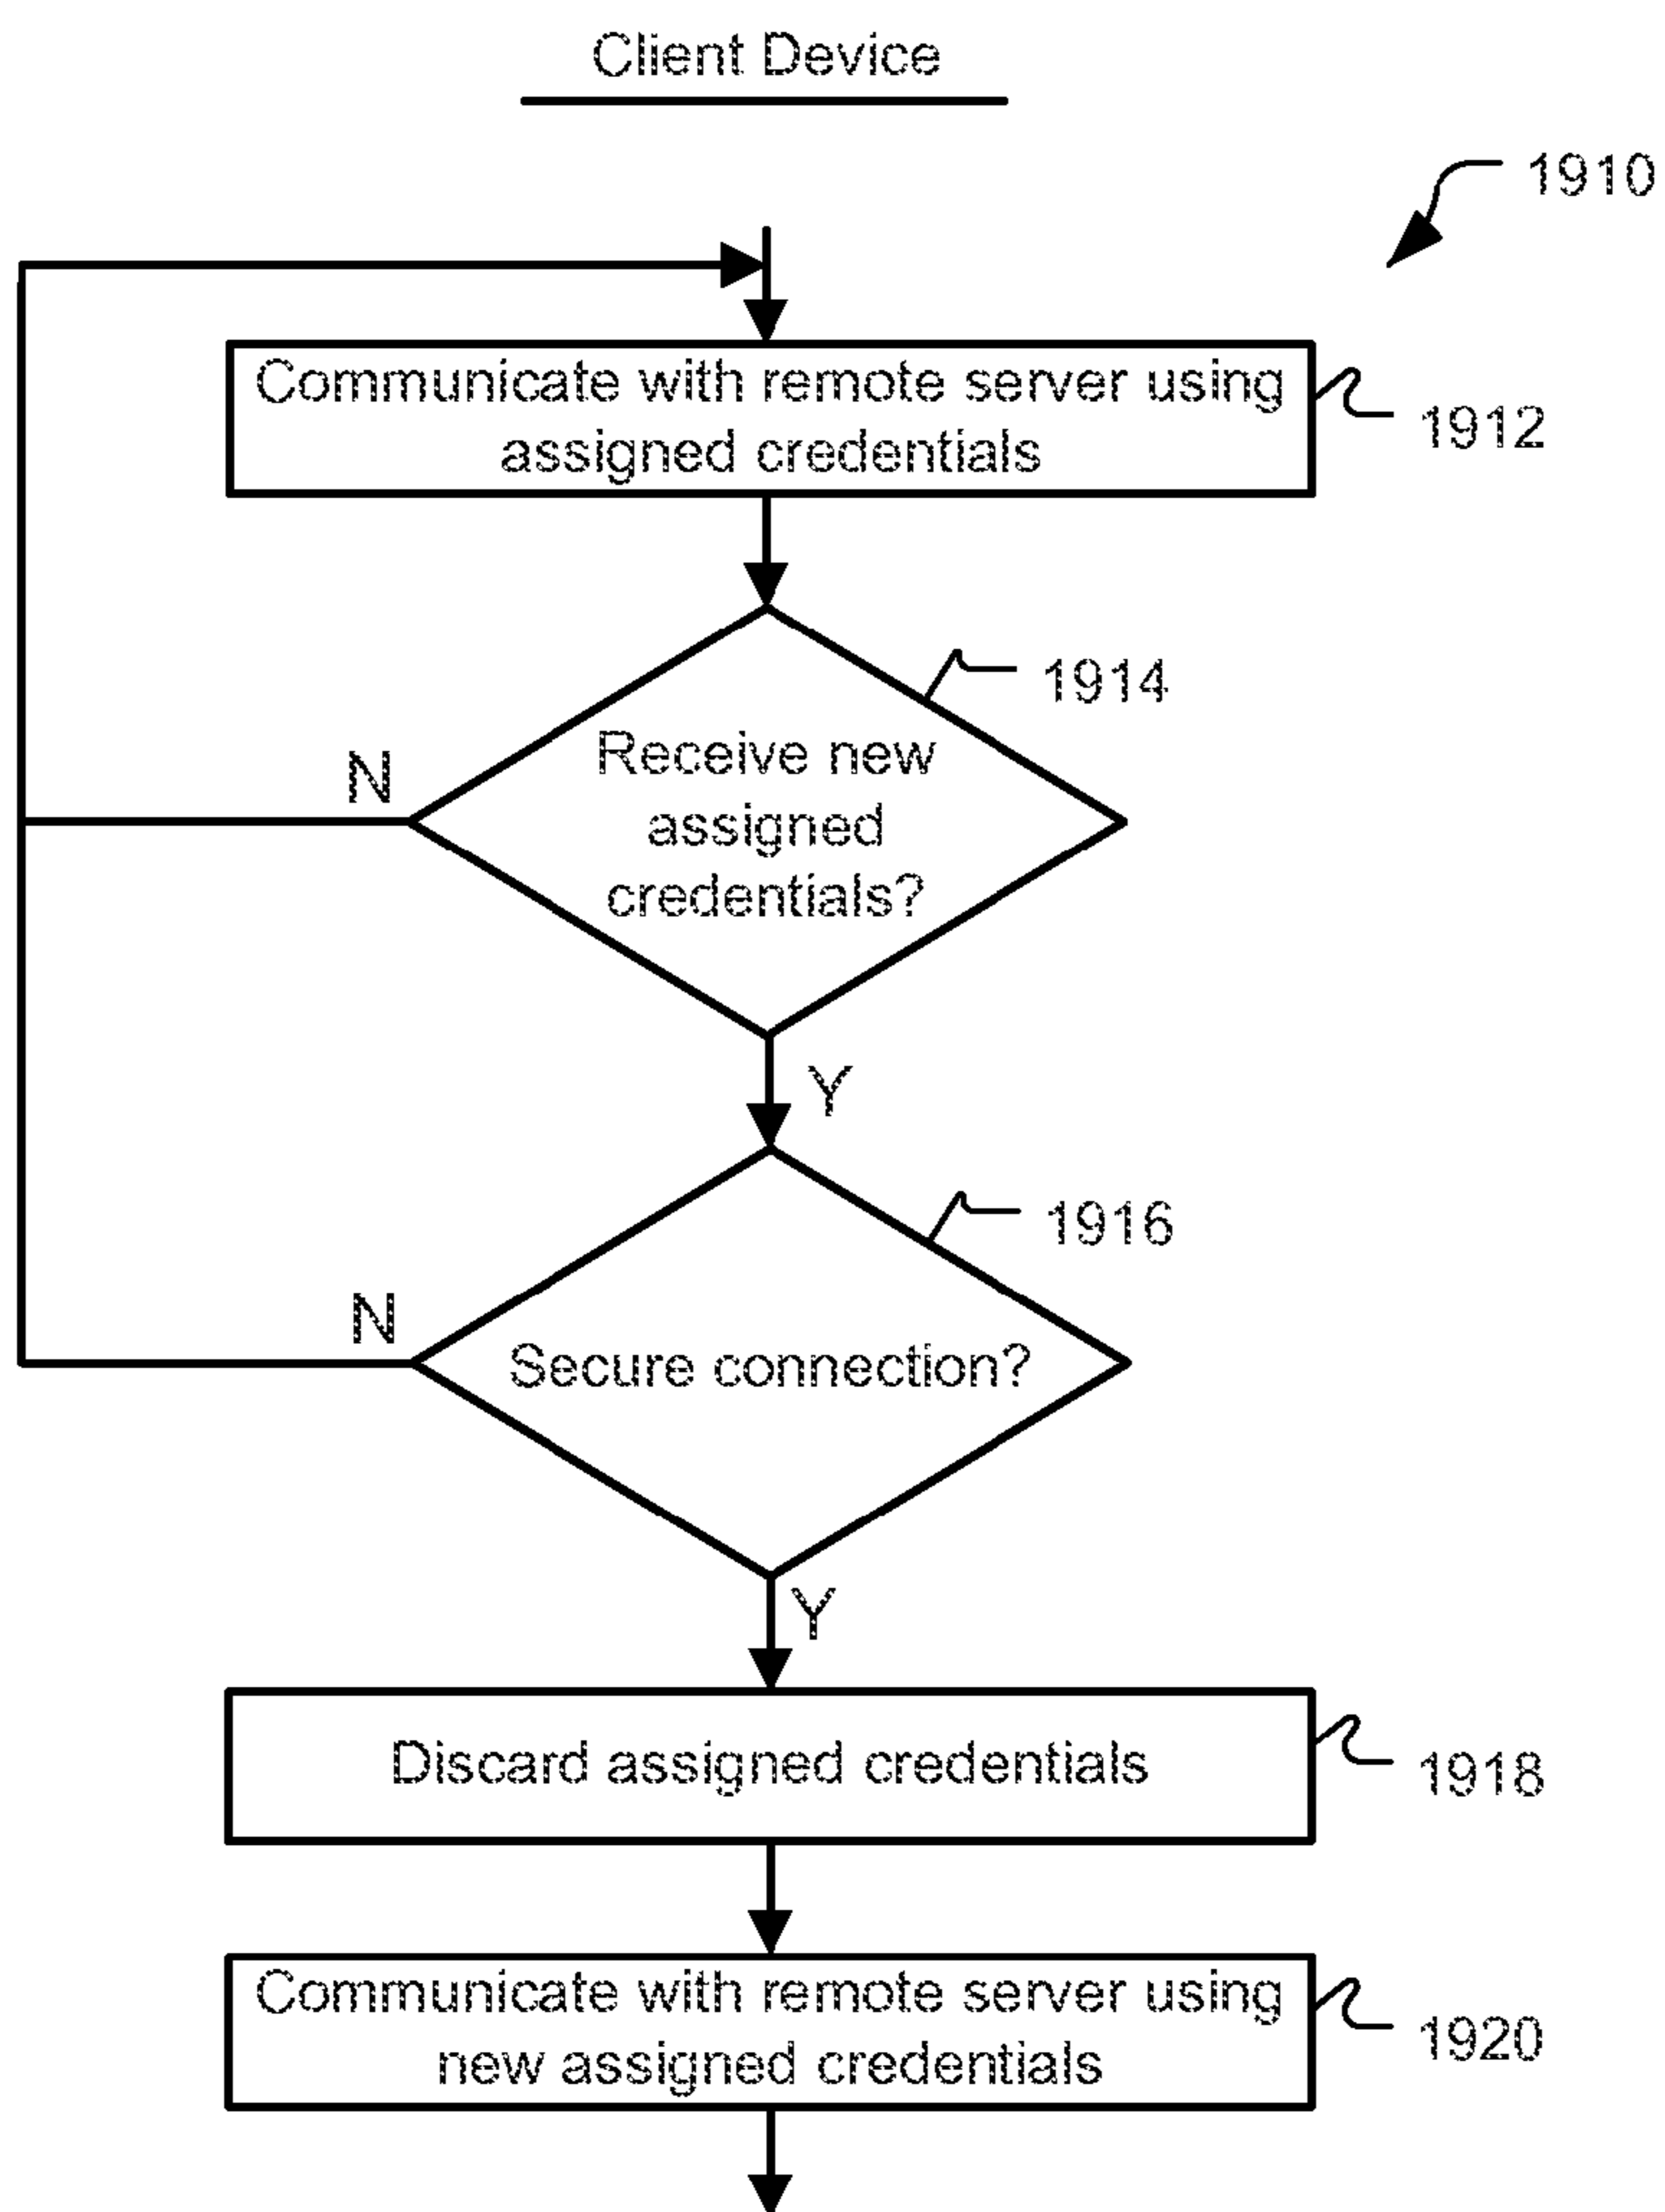 Client Device
1910
Communicate with remote server using
assigned credentials
1912
1914
Receive new
assigned
credentials?
N
Y
1916
Secure connection?
N
Y
Discard assigned credentials
1918
Communicate with remote server using
new assigned credentials
1920